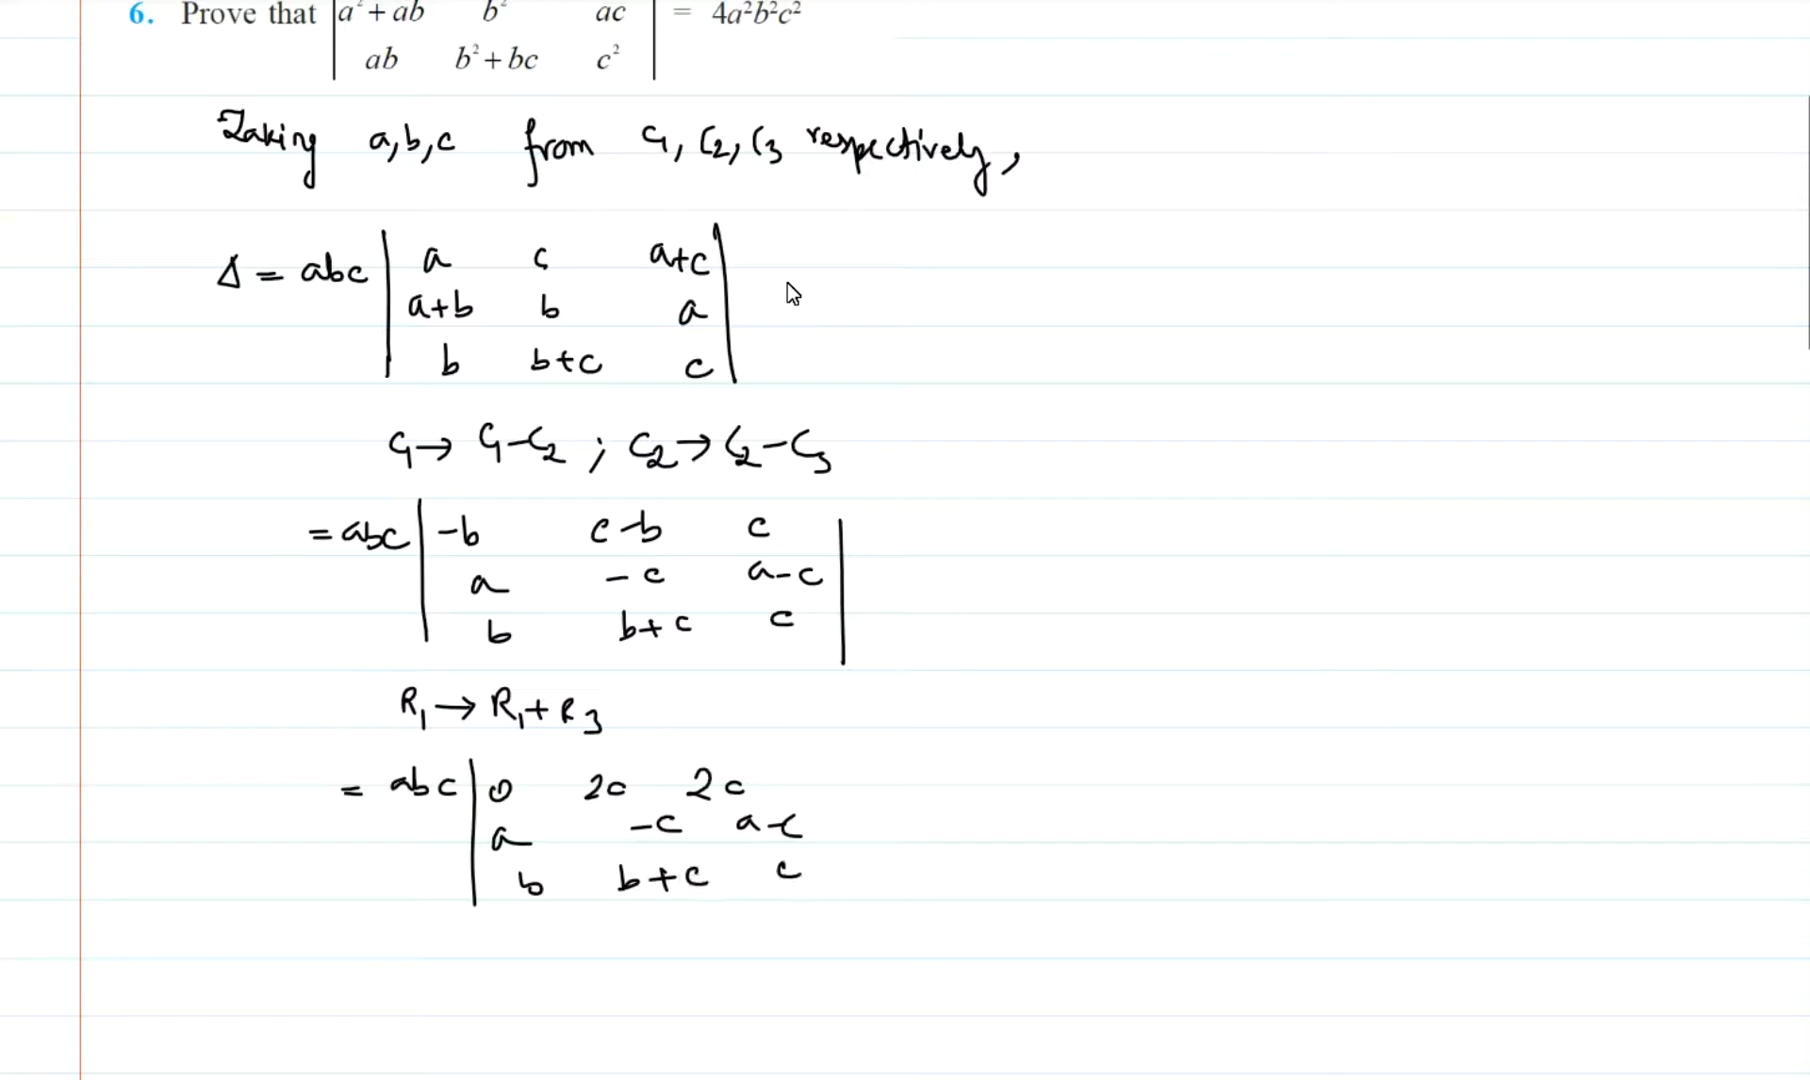 6. Prove that |a² + ab b² ac| = 4a²b²c²
|ab b² + bc c²|
Taking a, b, c from C₁, C₂, C₃ respectively,
Δ = abc | a c a+c |
| a+b b a |
| b b+c c |
C₁ → C₁-C₂ ; C₂ → C₂-C₃
= abc | -b c-b c |
| a -c a-c |
| b b+c c |
R₁ → R₁+R₃
= abc | 0 2c 2c
| a -c a-c
| b b+c c